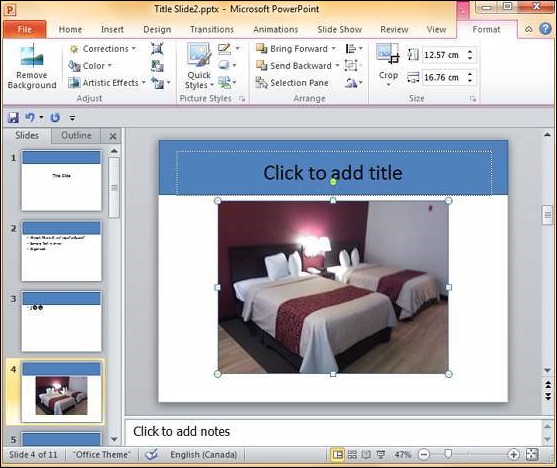 Title Slide2.pptx - Microsoft PowerPoint
File Home Insert Design Transitions Animations Slide Show Review View Format
Remove Background
Corrections
Color
Artistic Effects
Adjust
Quick Styles
Picture Styles
Bring Forward
Send Backward
Selection Pane
Arrange
Crop
12.57 cm
16.76 cm
Size
Slides Outline
1
Title Slide
2
3
4
5
Click to add title
Click to add notes
Slide 4 of 11 "Office Theme" English (Canada) 47%